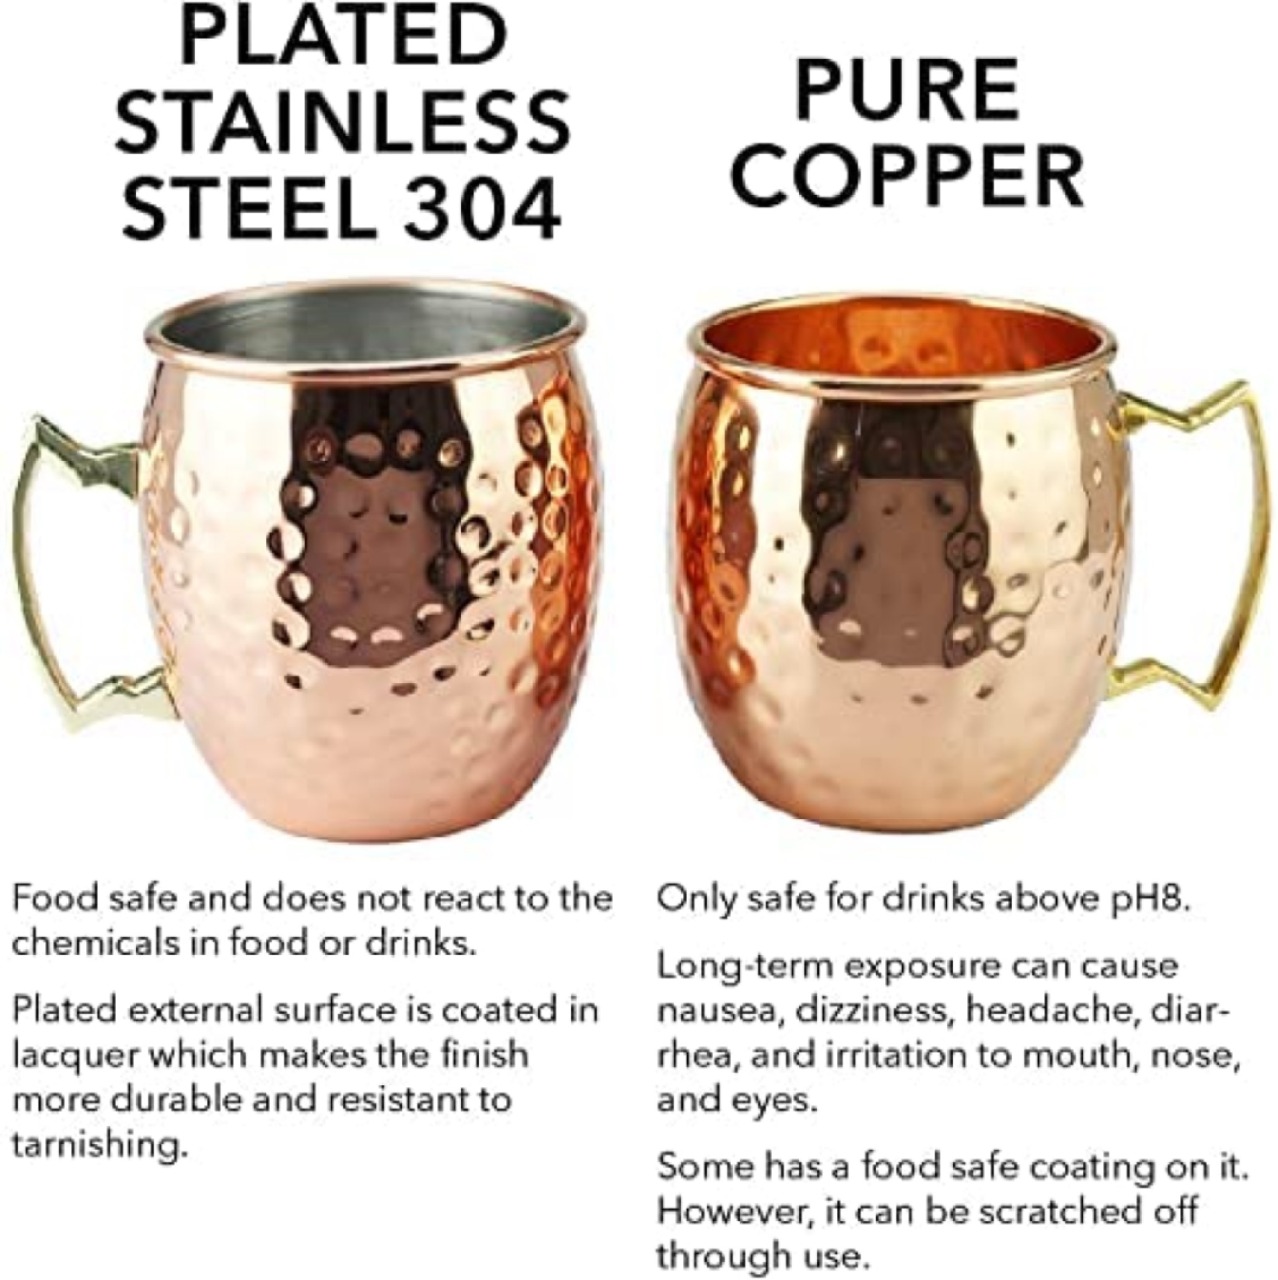 PLATED
STAINLESS
STEEL 304
PURE
COPPER
Food safe and does not react to the
chemicals in food or drinks.
Plated external surface is coated in
lacquer which makes the finish
more durable and resistant to
tarnishing.
Only safe for drinks above pH8.
Long-term exposure can cause
nausea, dizziness, headache, diar-
rhea, and irritation to mouth, nose,
and eyes.
Some has a food safe coating on it.
However, it can be scratched off
through use.